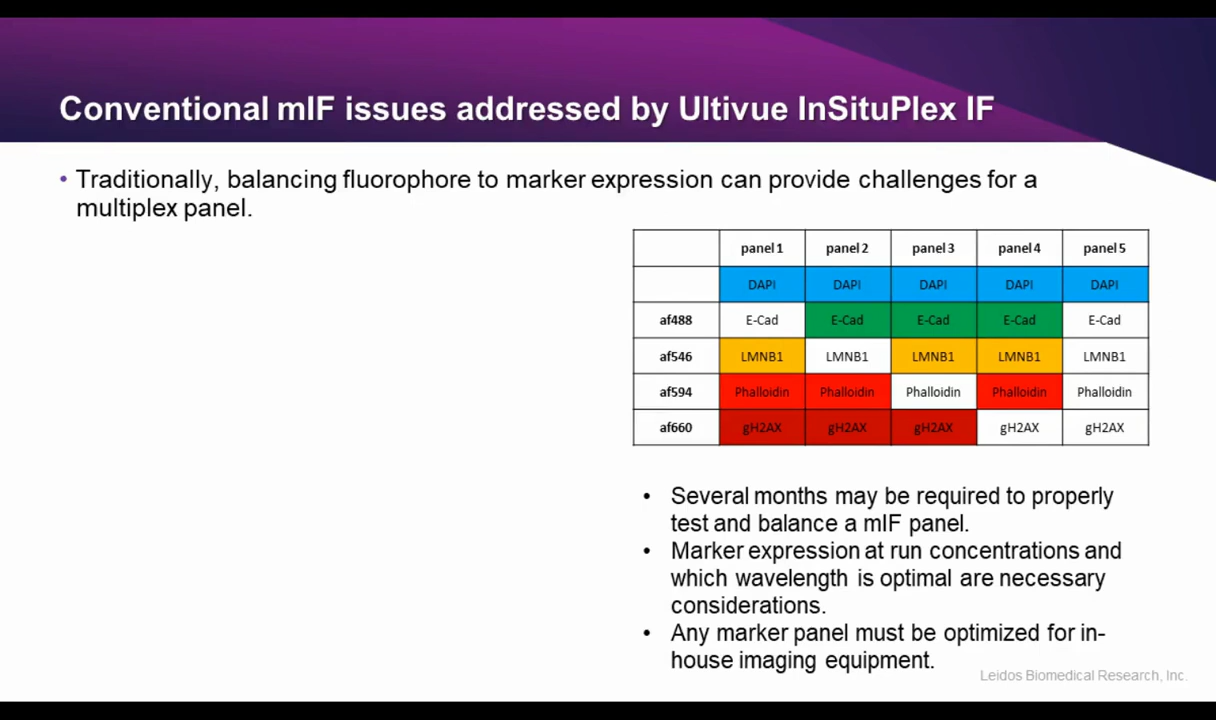 Conventional mIF issues addressed by Ultivue InSituPlex IF
• Traditionally, balancing fluorophore to marker expression can provide challenges for a
multiplex panel.
panel 1 panel 2 panel 3 panel 4 panel 5
DAPI DAPI DAPI DAPI DAPI
af488 E-Cad E-Cad E-Cad E-Cad E-Cad
af546 LMNB1 LMNB1 LMNB1 LMNB1 LMNB1
af594 Phalloidin Phalloidin Phalloidin Phalloidin Phalloidin
af660 gH2AX gH2AX gH2AX gH2AX gH2AX
• Several months may be required to properly
test and balance a mIF panel.
• Marker expression at run concentrations and
which wavelength is optimal are necessary
considerations.
• Any marker panel must be optimized for in-
house imaging equipment.
Leidos Biomedical Research, Inc.